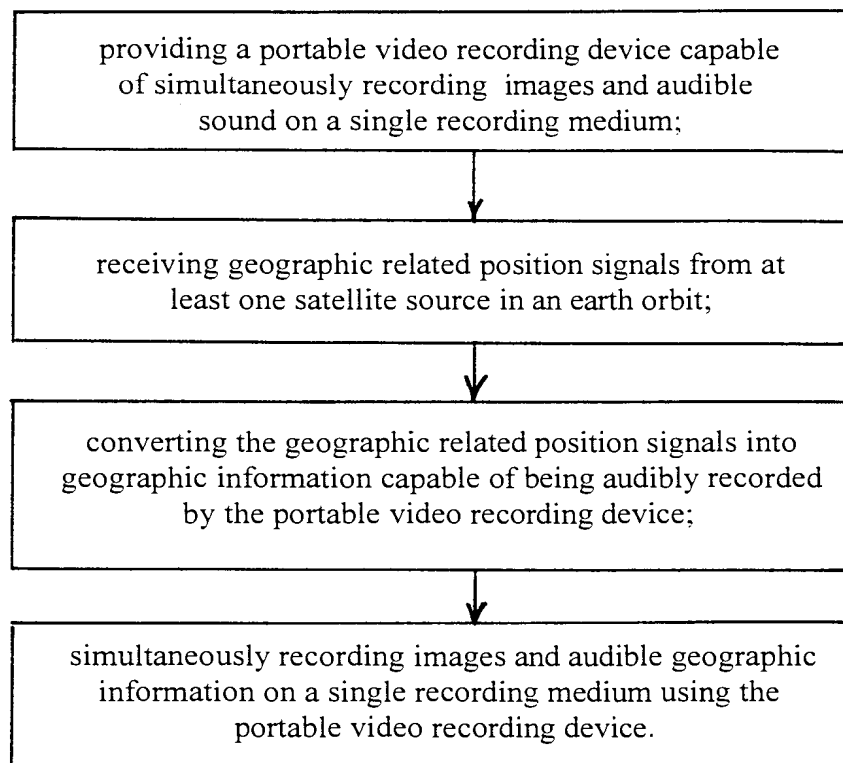 providing a portable video recording device capable
of simultaneously recording images and audible
sound on a single recording medium;
receiving geographic related position signals from at
least one satellite source in an earth orbit;
converting the geographic related position signals into
geographic information capable of being audibly recorded
by the portable video recording device;
simultaneously recording images and audible geographic
information on a single recording medium using the
portable video recording device.